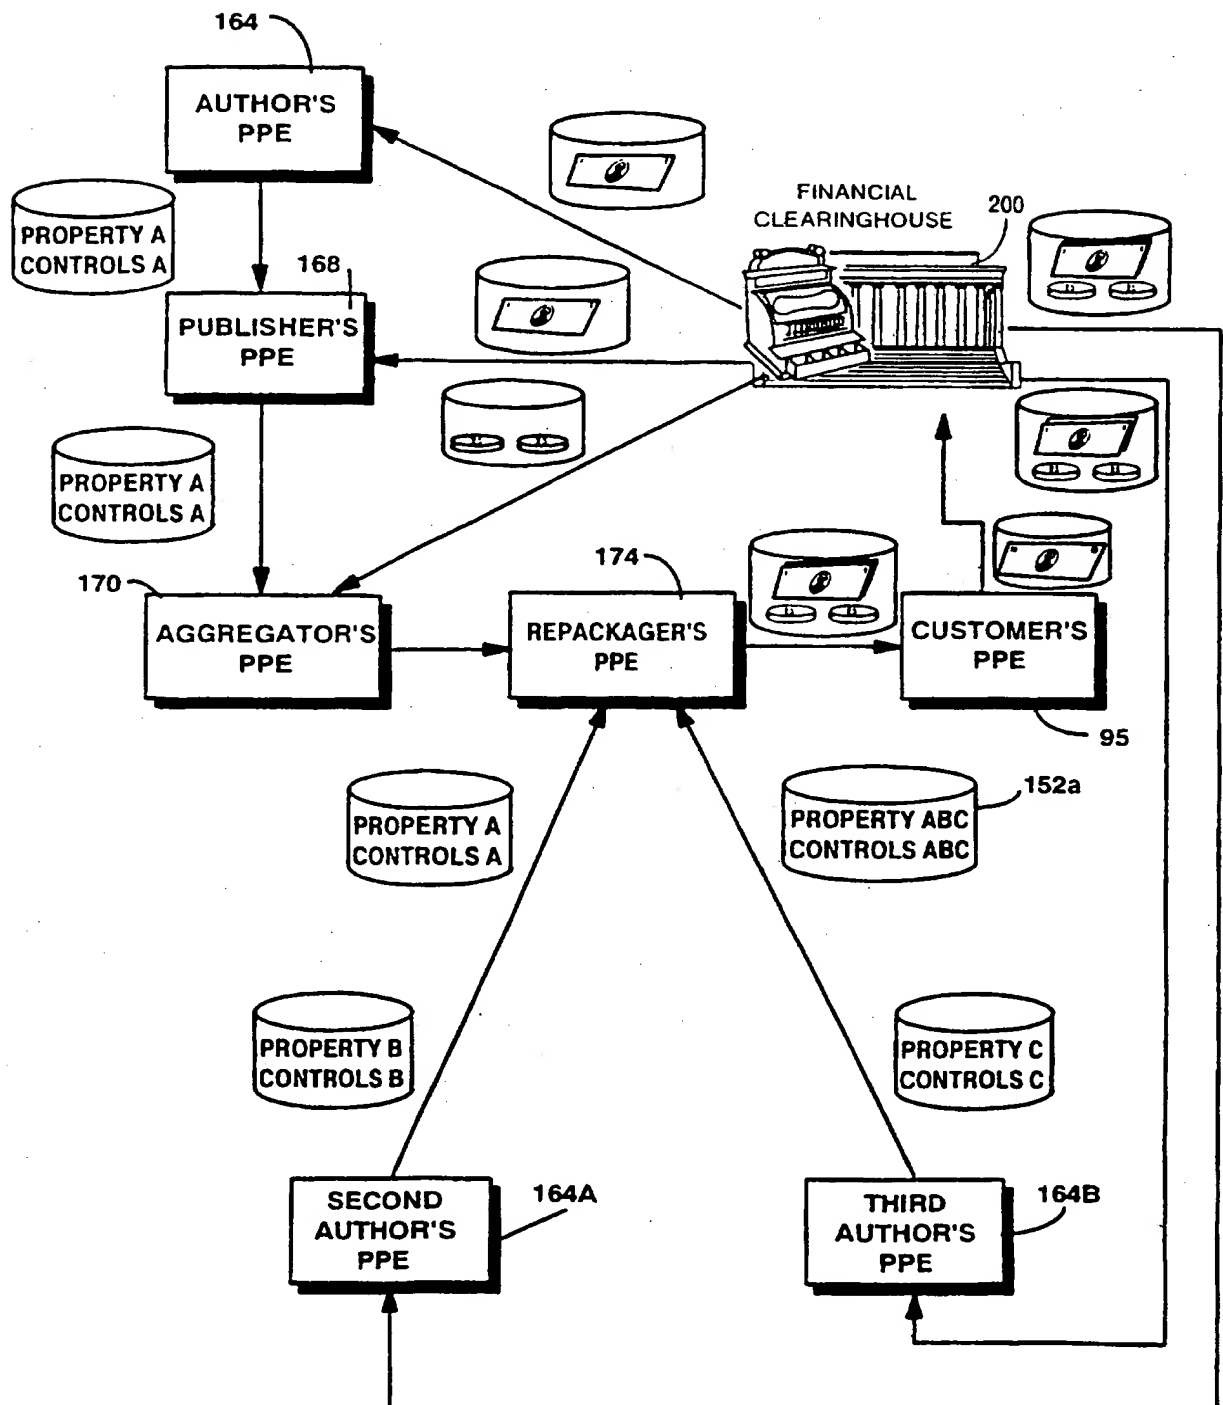 164
AUTHOR'S
PPE
PROPERTY A
CONTROLS A
168
PUBLISHER'S
PPE
FINANCIAL
CLEARINGHOUSE
200
PROPERTY A
CONTROLS A
170
AGGREGATOR'S
PPE
174
REPACKAGER'S
PPE
CUSTOMER'S
PPE
95
PROPERTY A
CONTROLS A
PROPERTY ABC
CONTROLS ABC
152a
PROPERTY B
CONTROLS B
PROPERTY C
CONTROLS C
SECOND
AUTHOR'S
PPE
164A
THIRD
AUTHOR'S
PPE
164B